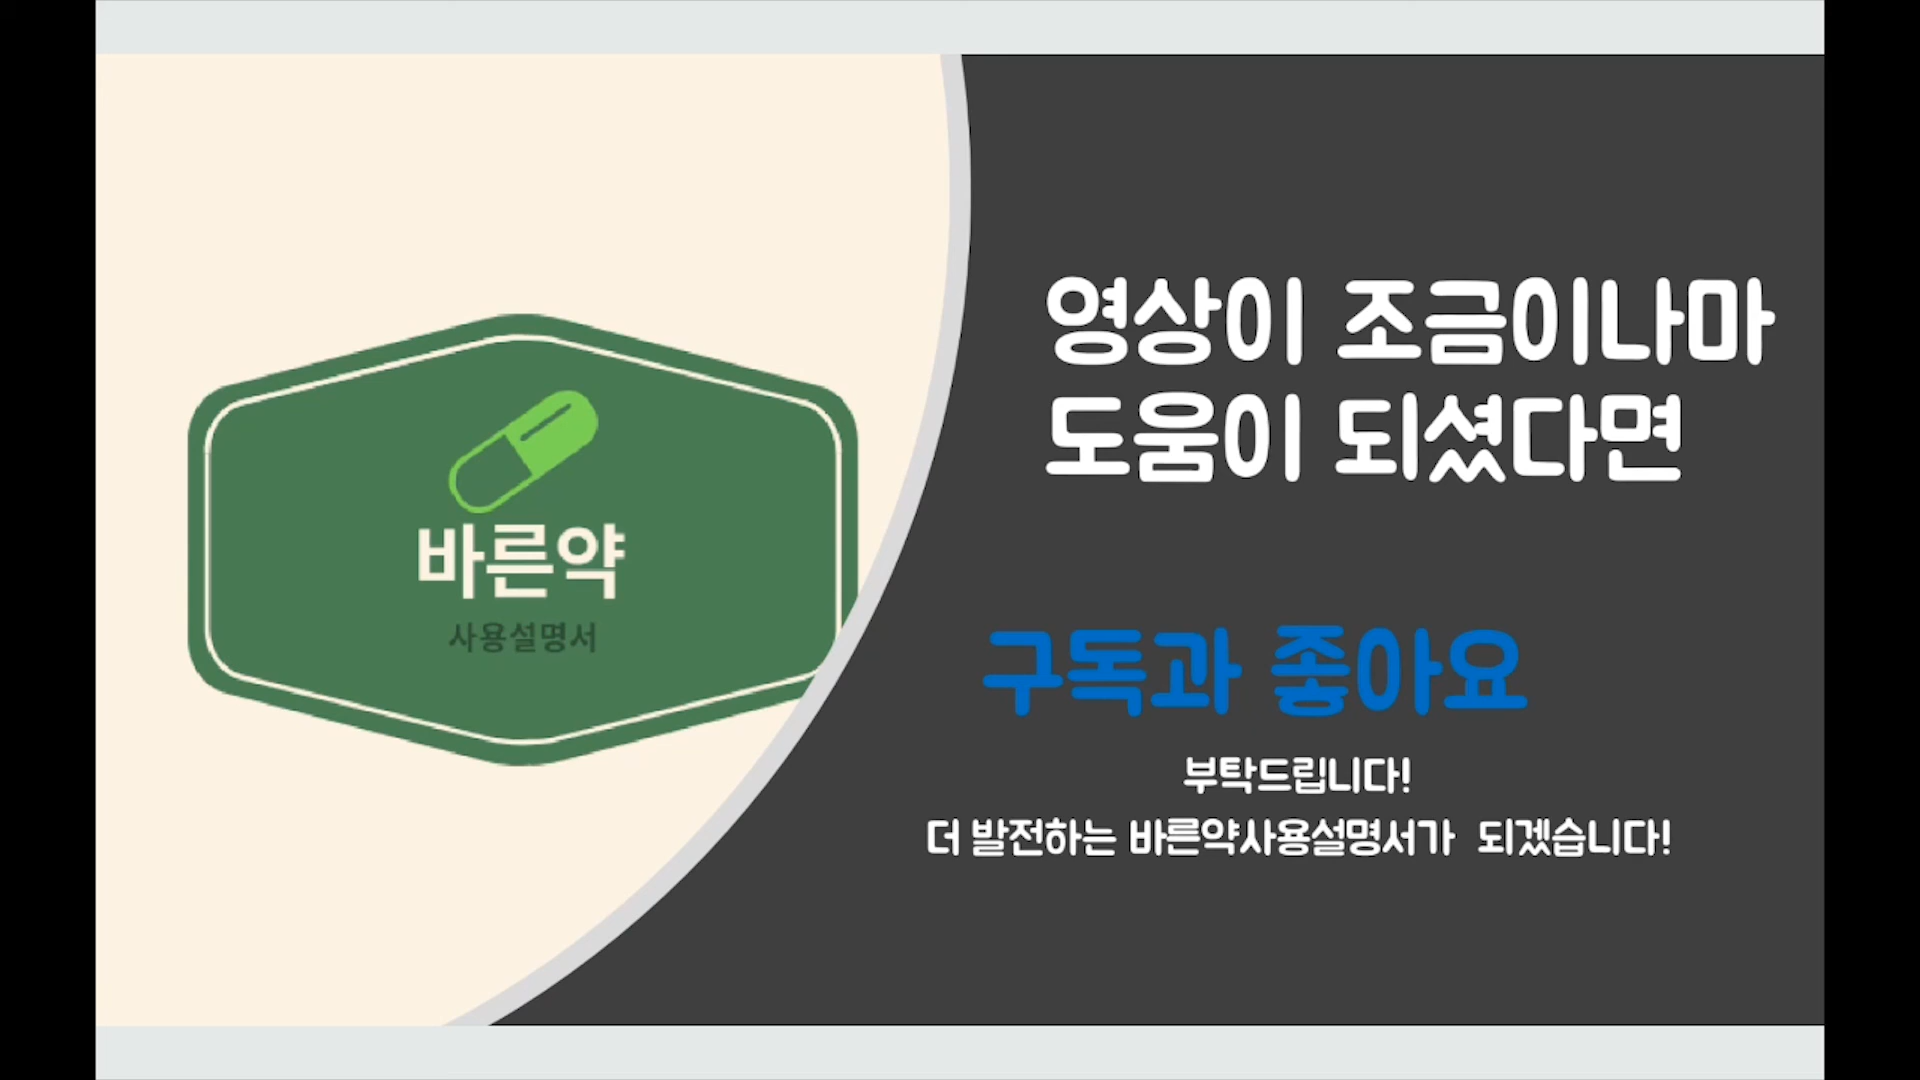 바른약
사용설명서
영상이 조금이나마
도움이 되셨다면
구독과 좋아요
부탁드립니다!
더 발전하는 바른약사용설명서가 되겠습니다!